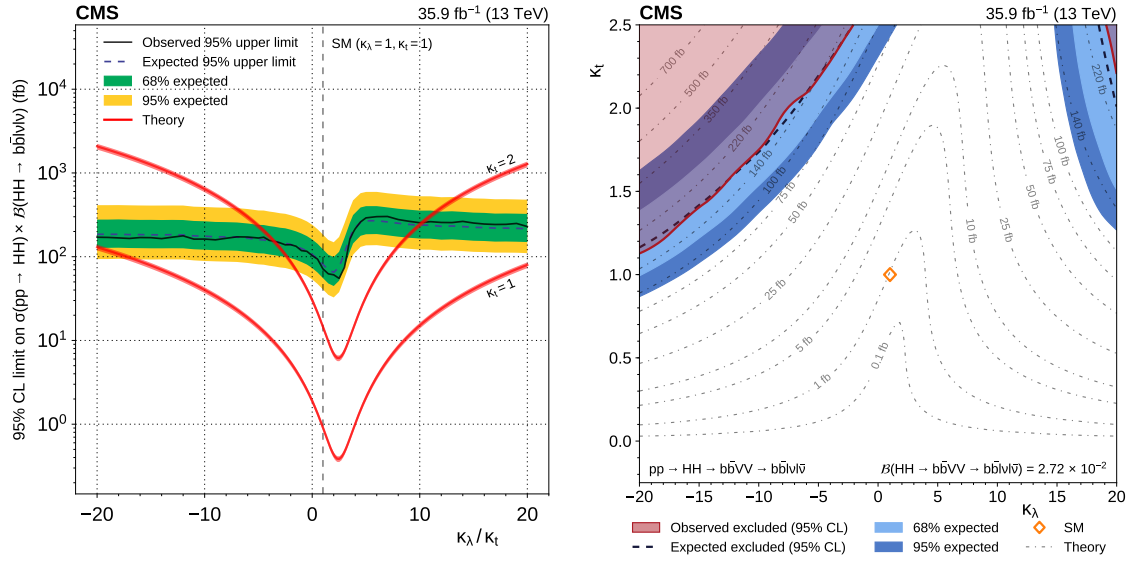 CMS 35.9 fb⁻¹ (13 TeV)
Observed 95% upper limit
Expected 95% upper limit
68% expected
95% expected
Theory
SM (κλ = 1, κt = 1)
κt = 2
κt = 1
95% CL limit on σ(pp → HH) × ℬ(HH → bb̄lνlν) (fb)
10⁴
10³
10²
10¹
10⁰
−20 −10 0 10 20
κλ / κt
CMS 35.9 fb⁻¹ (13 TeV)
κt
2.5
2.0
1.5
1.0
0.5
0.0
700 fb
500 fb
350 fb
220 fb
140 fb
100 fb
75 fb
50 fb
25 fb
5 fb
1 fb
0.1 fb
10 fb
25 fb
50 fb
75 fb
100 fb
140 fb
220 fb
pp → HH → bb̄VV → bb̄lνlν̄ ℬ(HH → bb̄VV → bb̄lνlν̄) = 2.72 × 10⁻²
−20 −15 −10 −5 0 5 10 15 20
κλ
Observed excluded (95% CL) 68% expected SM
Expected excluded (95% CL) 95% expected Theory